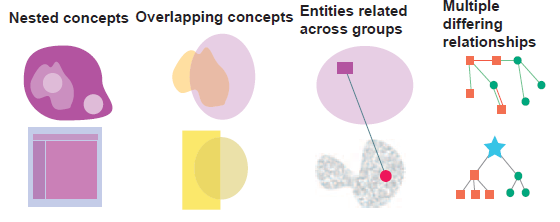 Nested concepts
Overlapping concepts
Entities related
across groups
Multiple
differing
relationships